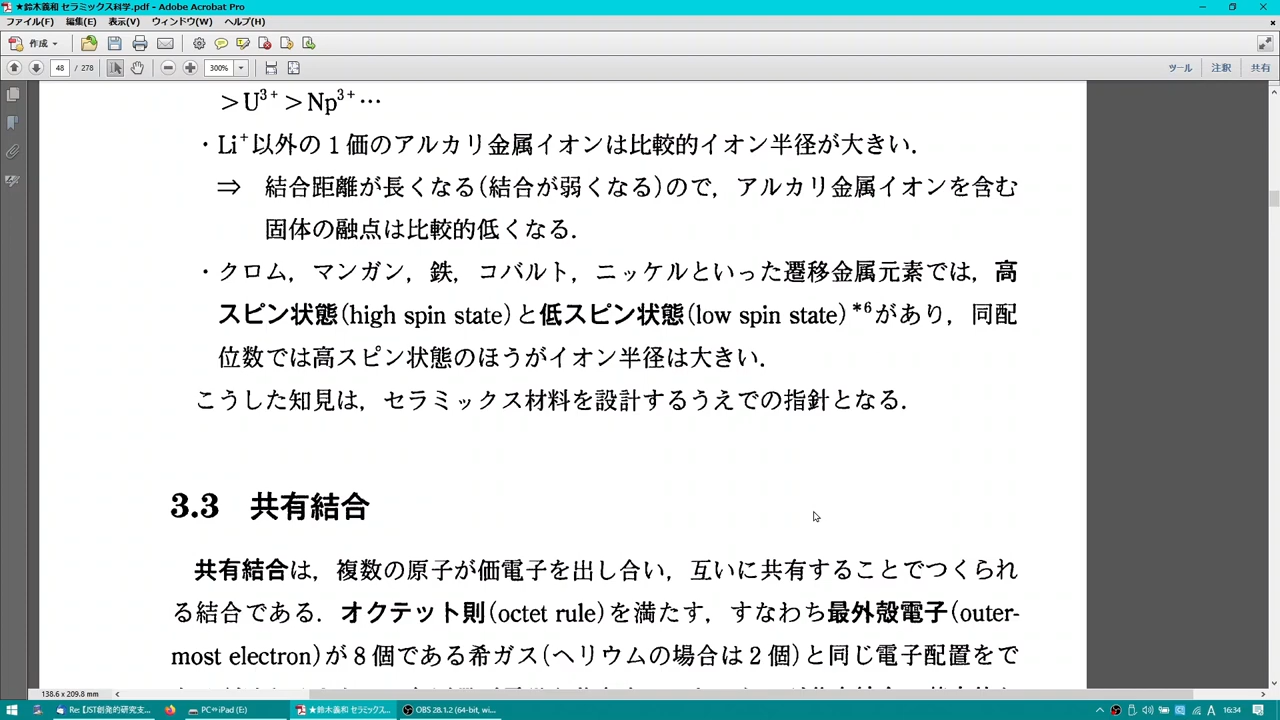 ★鈴木義和 セラミックス科学.pdf - Adobe Acrobat Pro
ファイル(F) 編集(E) 表示(V) ウィンドウ(W) ヘルプ(H)
作成
48 / 278 300% ツール 注釈 共有
＞U3+＞Np3+…
・Li+以外の1価のアルカリ金属イオンは比較的イオン半径が大きい．
⇒ 結合距離が長くなる(結合が弱くなる)ので，アルカリ金属イオンを含む
固体の融点は比較的低くなる．
・クロム，マンガン，鉄，コバルト，ニッケルといった遷移金属元素では，高
スピン状態(high spin state)と低スピン状態(low spin state)*6があり，同配
位数では高スピン状態のほうがイオン半径は大きい．
こうした知見は，セラミックス材料を設計するうえでの指針となる．
3.3 共有結合
共有結合は，複数の原子が価電子を出し合い，互いに共有することでつくられ
る結合である．オクテット則(octet rule)を満たす，すなわち最外殻電子(outer-
most electron)が8個である希ガス(ヘリウムの場合は2個)と同じ電子配置をで
138.6 x 209.8 mm
Re:【JST創発的研究支... PC⇔iPad (E:) ★鈴木義和 セラミックス... OBS 28.1.2 (64-bit, wi... A 16:34